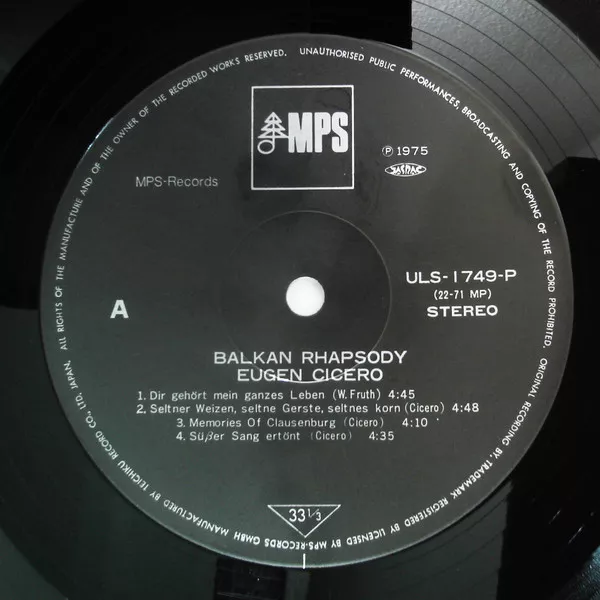 ALL RIGHTS OF THE MANUFACTURE AND OF THE OWNER OF THE RECORDED WORKS RESERVED. UNAUTHORISED PUBLIC PERFORMANCES, BROADCASTING AND COPYING OF THE RECORD PROHIBITED.
MPS
℗ 1975
JASRAC
MPS-Records
ULS-1749-P
(22-71 MP)
A
STEREO
BALKAN RHAPSODY
EUGEN CICERO
1. Dir gehört mein ganzes Leben (W. Fruth) 4:45
2. Seltner Weizen, seltne Gerste, seltnes korn (Cicero) 4:48
3. Memories Of Clausenburg (Cicero) 4:10
4. Süßer Sang ertönt (Cicero) 4:35
33 1/3
MANUFACTURED BY TEICHIKU RECORD CO., LTD. JAPAN,
ORIGINAL RECORDING BY, TRADEMARK REGISTERED BY, LICENSED BY MPS-RECORDS GMBH